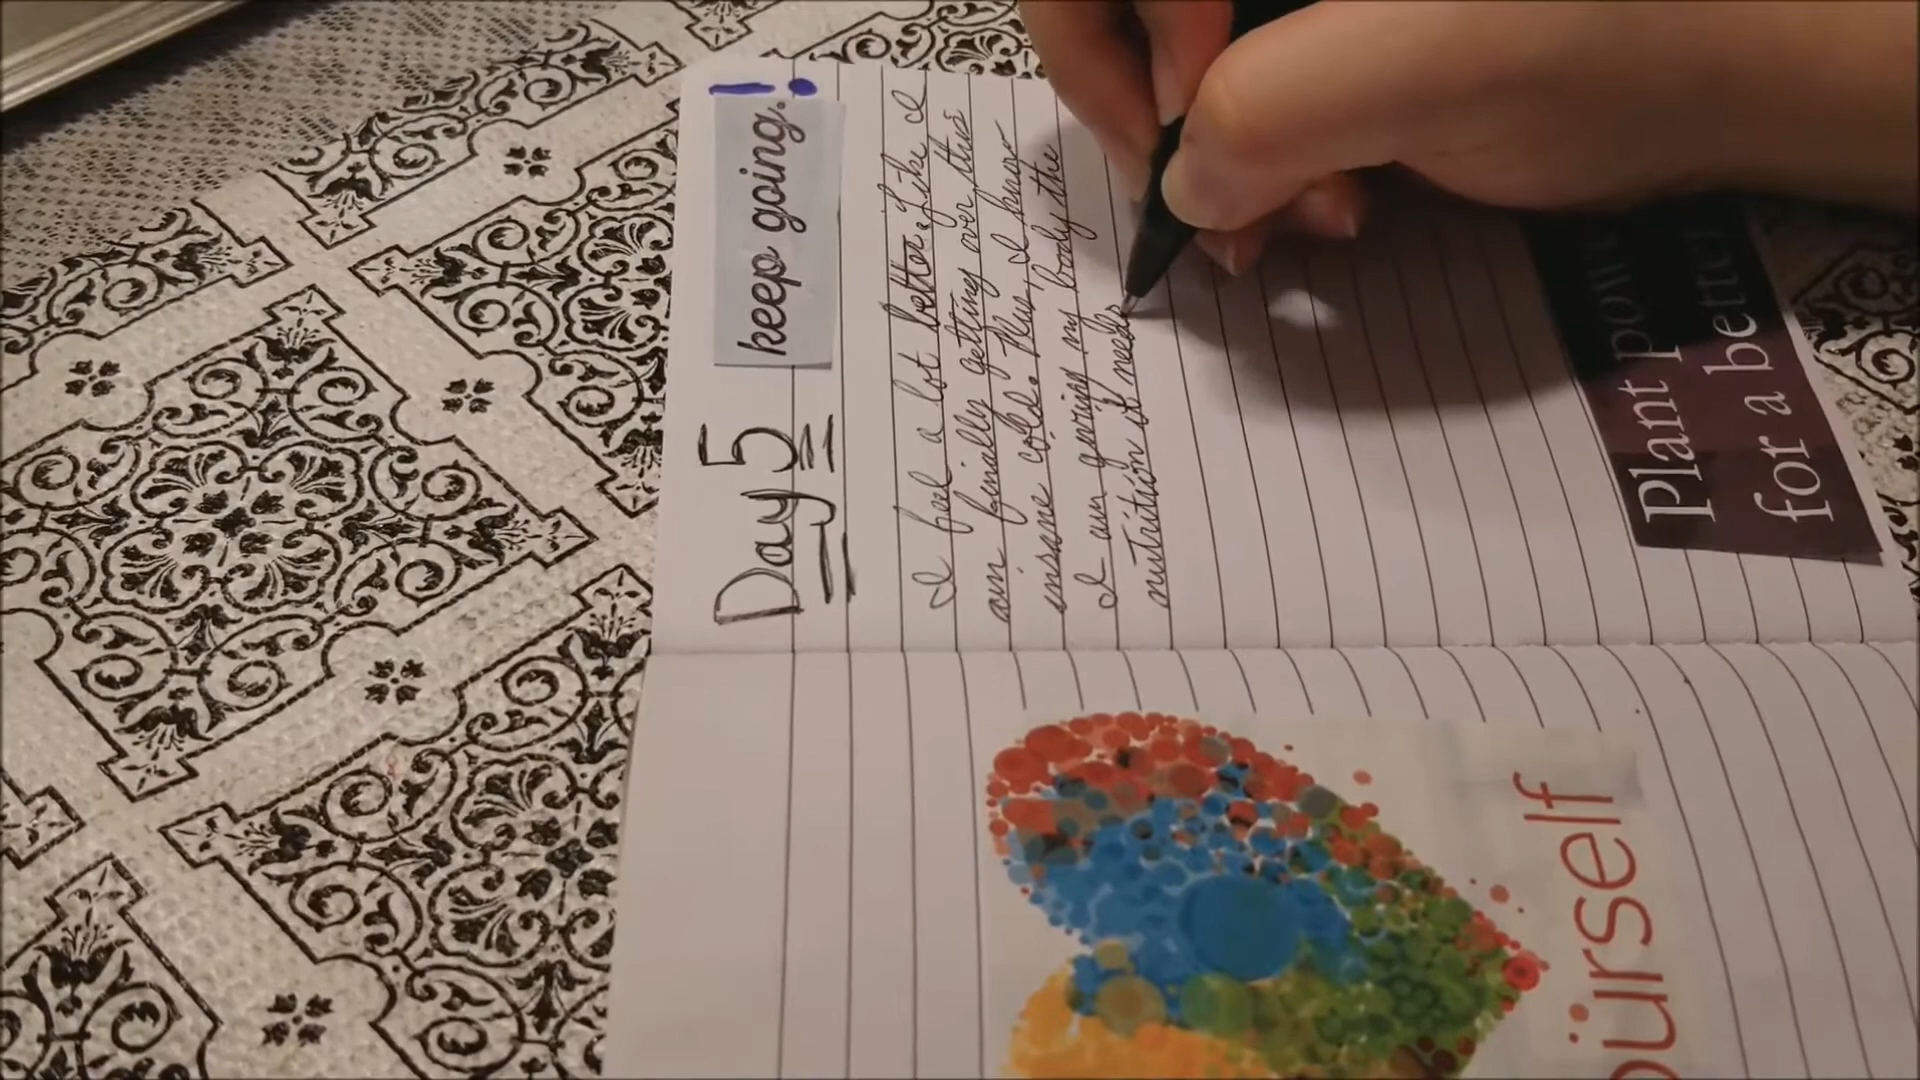 Day 5 keep going.!
I feel a lot better. Like I
am finally getting over this
insane cold. Plus, I know
I am giving my body the
nutrition it needs
Plant pow
for a bette
ürself